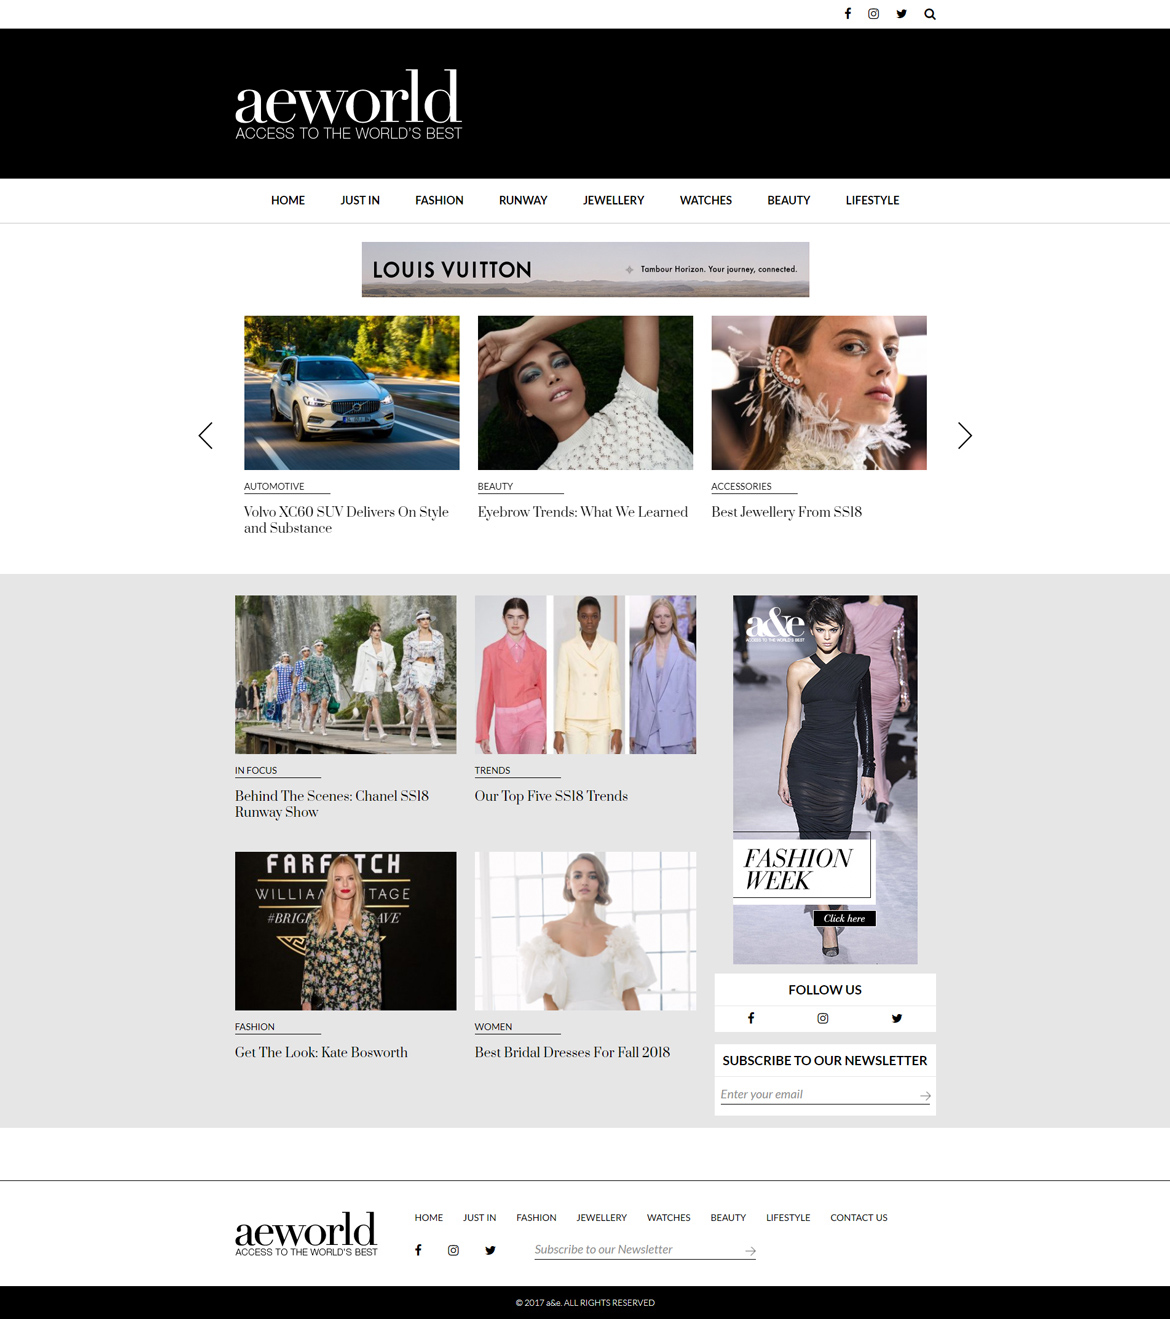 aeworld
ACCESS TO THE WORLD'S BEST
HOME JUST IN FASHION RUNWAY JEWELLERY WATCHES BEAUTY LIFESTYLE
LOUIS VUITTON Tambour Horizon. Your journey, connected.
AUTOMOTIVE
Volvo XC60 SUV Delivers On Style
and Substance
BEAUTY
Eyebrow Trends: What We Learned
ACCESSORIES
Best Jewellery From SS18
IN FOCUS
Behind The Scenes: Chanel SS18
Runway Show
TRENDS
Our Top Five SS18 Trends
a&e
ACCESS TO THE WORLD'S BEST
FASHION
WEEK
Click here
FARFETCH
WILLIA TAGE
#BRIG AVE
FASHION
Get The Look: Kate Bosworth
WOMEN
Best Bridal Dresses For Fall 2018
FOLLOW US
SUBSCRIBE TO OUR NEWSLETTER
Enter your email
aeworld
ACCESS TO THE WORLD'S BEST
HOME JUST IN FASHION JEWELLERY WATCHES BEAUTY LIFESTYLE CONTACT US
Subscribe to our Newsletter
© 2017 a&e. ALL RIGHTS RESERVED